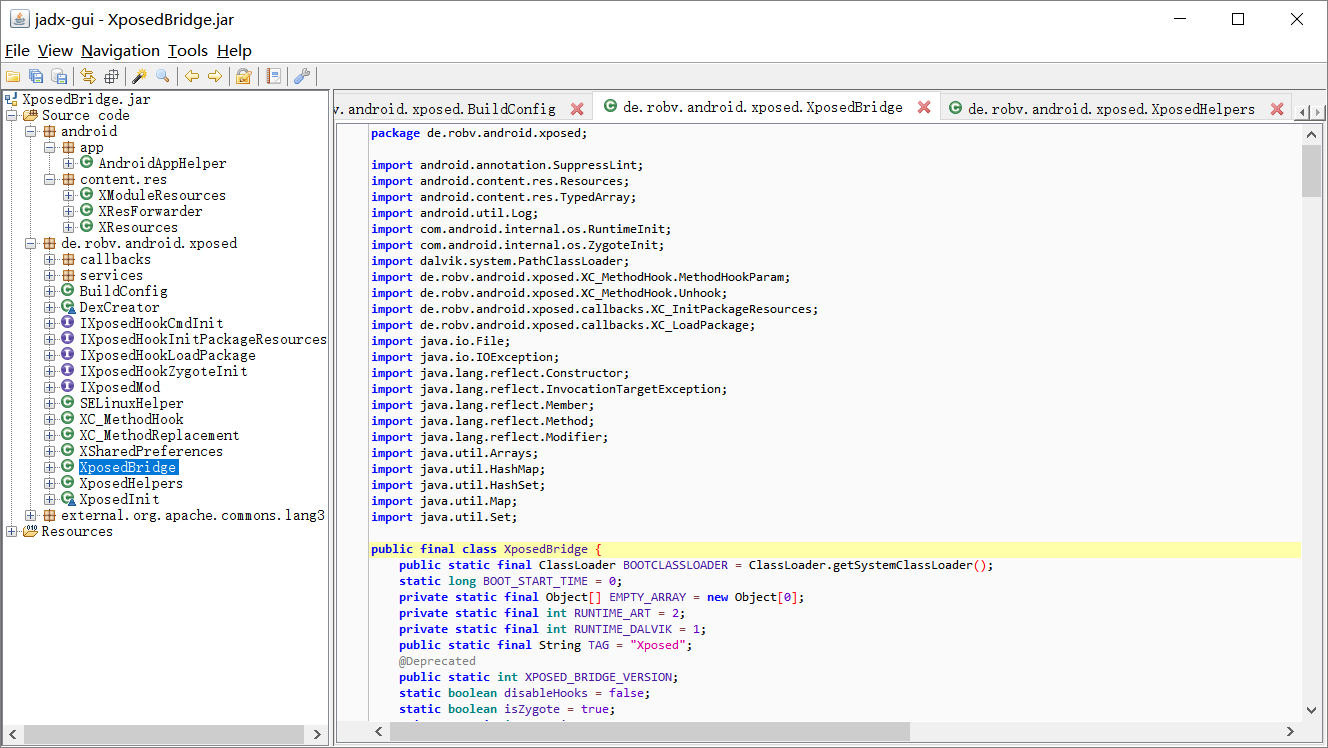 jadx-gui - XposedBridge.jar
File View Navigation Tools Help
XposedBridge.jar
Source code
android
app
AndroidAppHelper
content.res
XModuleResources
XResForwarder
XResources
de.robv.android.xposed
callbacks
services
BuildConfig
DexCreator
IXposedHookCmdInit
IXposedHookInitPackageResources
IXposedHookLoadPackage
IXposedHookZygoteInit
IXposedMod
SELinuxHelper
XC_MethodHook
XC_MethodReplacement
XSharedPreferences
XposedBridge
XposedHelpers
XposedInit
external.org.apache.commons.lang3
Resources
v.android.xposed.BuildConfig
de.robv.android.xposed.XposedBridge
de.robv.android.xposed.XposedHelpers
package de.robv.android.xposed;
import android.annotation.SuppressLint;
import android.content.res.Resources;
import android.content.res.TypedArray;
import android.util.Log;
import com.android.internal.os.RuntimeInit;
import com.android.internal.os.ZygoteInit;
import dalvik.system.PathClassLoader;
import de.robv.android.xposed.XC_MethodHook.MethodHookParam;
import de.robv.android.xposed.XC_MethodHook.Unhook;
import de.robv.android.xposed.callbacks.XC_InitPackageResources;
import de.robv.android.xposed.callbacks.XC_LoadPackage;
import java.io.File;
import java.io.IOException;
import java.lang.reflect.Constructor;
import java.lang.reflect.InvocationTargetException;
import java.lang.reflect.Member;
import java.lang.reflect.Method;
import java.lang.reflect.Modifier;
import java.util.Arrays;
import java.util.HashMap;
import java.util.HashSet;
import java.util.Map;
import java.util.Set;
public final class XposedBridge {
public static final ClassLoader BOOTCLASSLOADER = ClassLoader.getSystemClassLoader();
static long BOOT_START_TIME = 0;
private static final Object[] EMPTY_ARRAY = new Object[0];
private static final int RUNTIME_ART = 2;
private static final int RUNTIME_DALVIK = 1;
public static final String TAG = "Xposed";
@Deprecated
public static int XPOSED_BRIDGE_VERSION;
static boolean disableHooks = false;
static boolean isZygote = true;